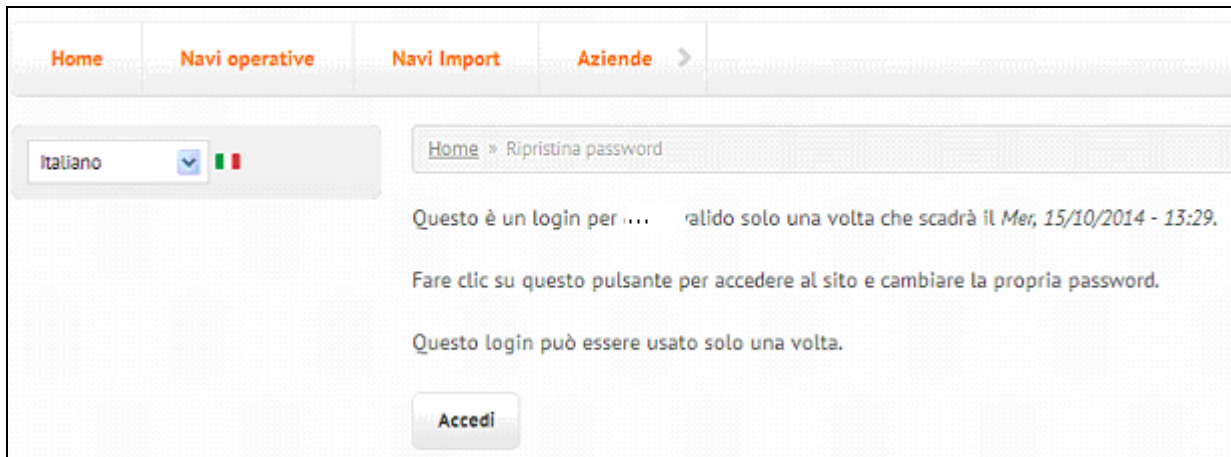 Home Navi operative Navi Import Aziende
Italiano
Home » Ripristina password
Questo è un login per ... valido solo una volta che scadrà il Mer, 15/10/2014 - 13:29.
Fare clic su questo pulsante per accedere al sito e cambiare la propria password.
Questo login può essere usato solo una volta.
Accedi